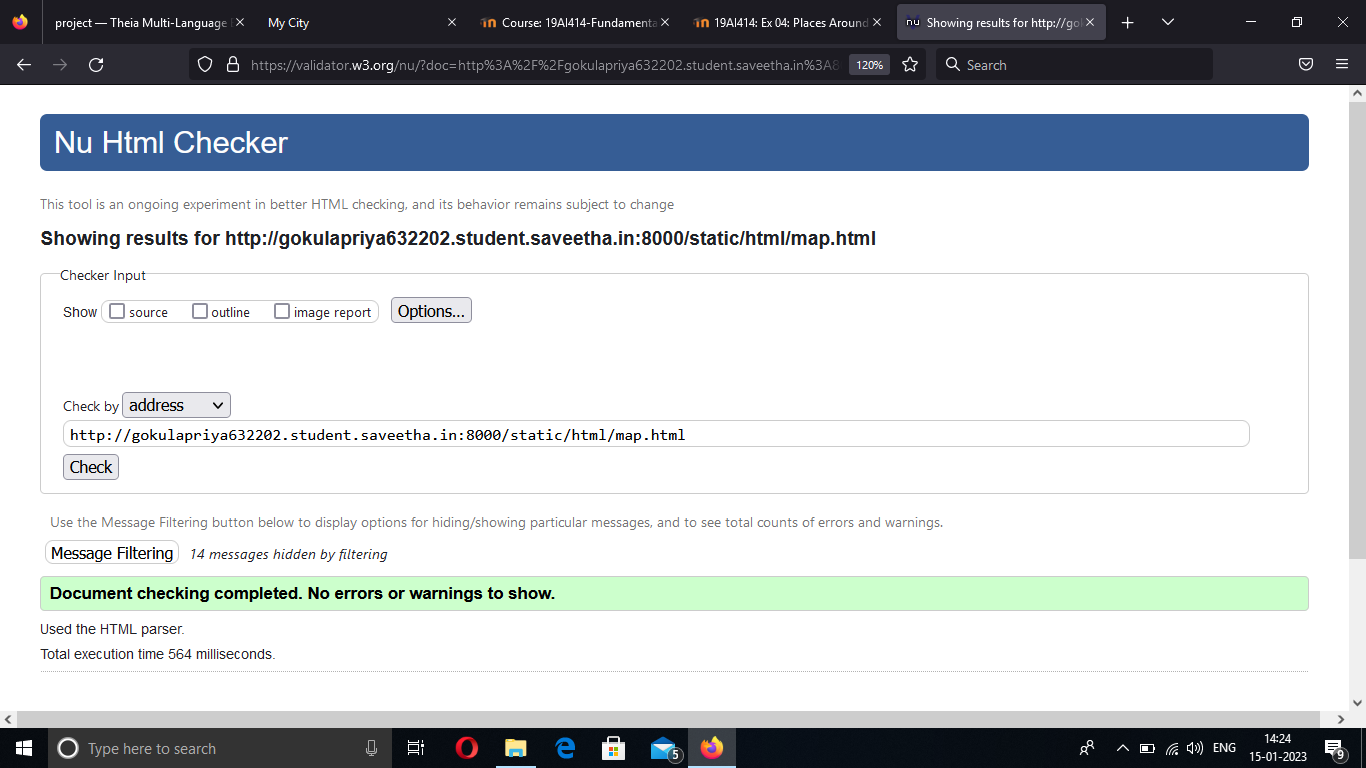 project — Theia Multi-Language
My City
Course: 19AI414-Fundamenta
19AI414: Ex 04: Places Around
nu
Showing results for http://gok
https://validator.w3.org/nu/?doc=http%3A%2F%2Fgokulapriya632202.student.saveetha.in%3A8
120%
Search
Nu Html Checker
This tool is an ongoing experiment in better HTML checking, and its behavior remains subject to change
Showing results for http://gokulapriya632202.student.saveetha.in:8000/static/html/map.html
Checker Input
Show source outline image report Options...
Check by address
http://gokulapriya632202.student.saveetha.in:8000/static/html/map.html
Check
Use the Message Filtering button below to display options for hiding/showing particular messages, and to see total counts of errors and warnings.
Message Filtering 14 messages hidden by filtering
Document checking completed. No errors or warnings to show.
Used the HTML parser.
Total execution time 564 milliseconds.
Type here to search
5
ENG
14:24
15-01-2023
9